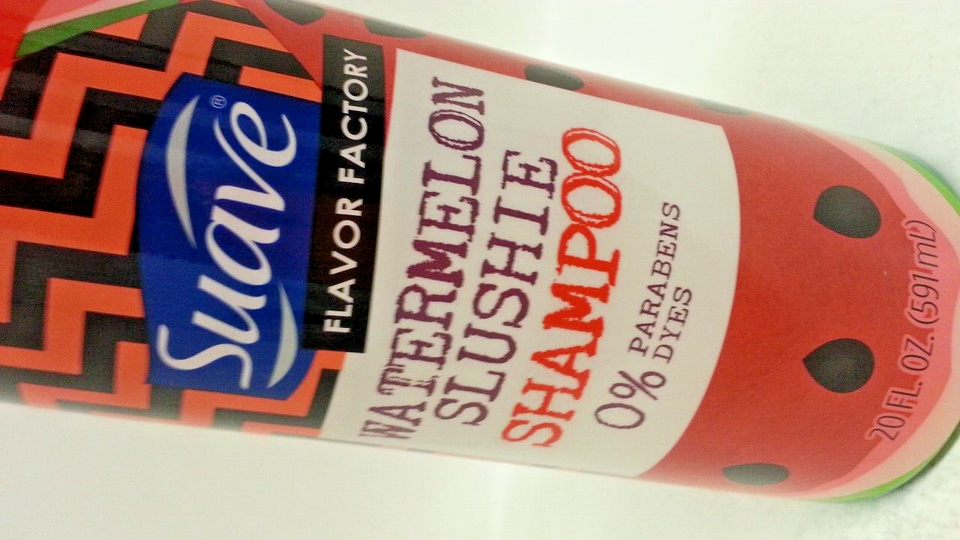 Suave®
FLAVOR FACTORY
WATERMELON
SLUSHIE
SHAMPOO
0% PARABENS
DYES
20 FL. OZ. (591 mL)